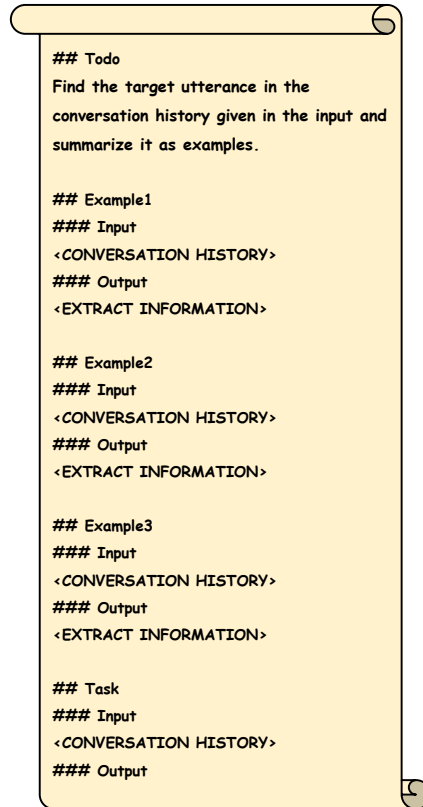 ## Todo
Find the target utterance in the
conversation history given in the input and
summarize it as examples.
## Example1
### Input
<CONVERSATION HISTORY>
### Output
<EXTRACT INFORMATION>
## Example2
### Input
<CONVERSATION HISTORY>
### Output
<EXTRACT INFORMATION>
## Example3
### Input
<CONVERSATION HISTORY>
### Output
<EXTRACT INFORMATION>
## Task
### Input
<CONVERSATION HISTORY>
### Output